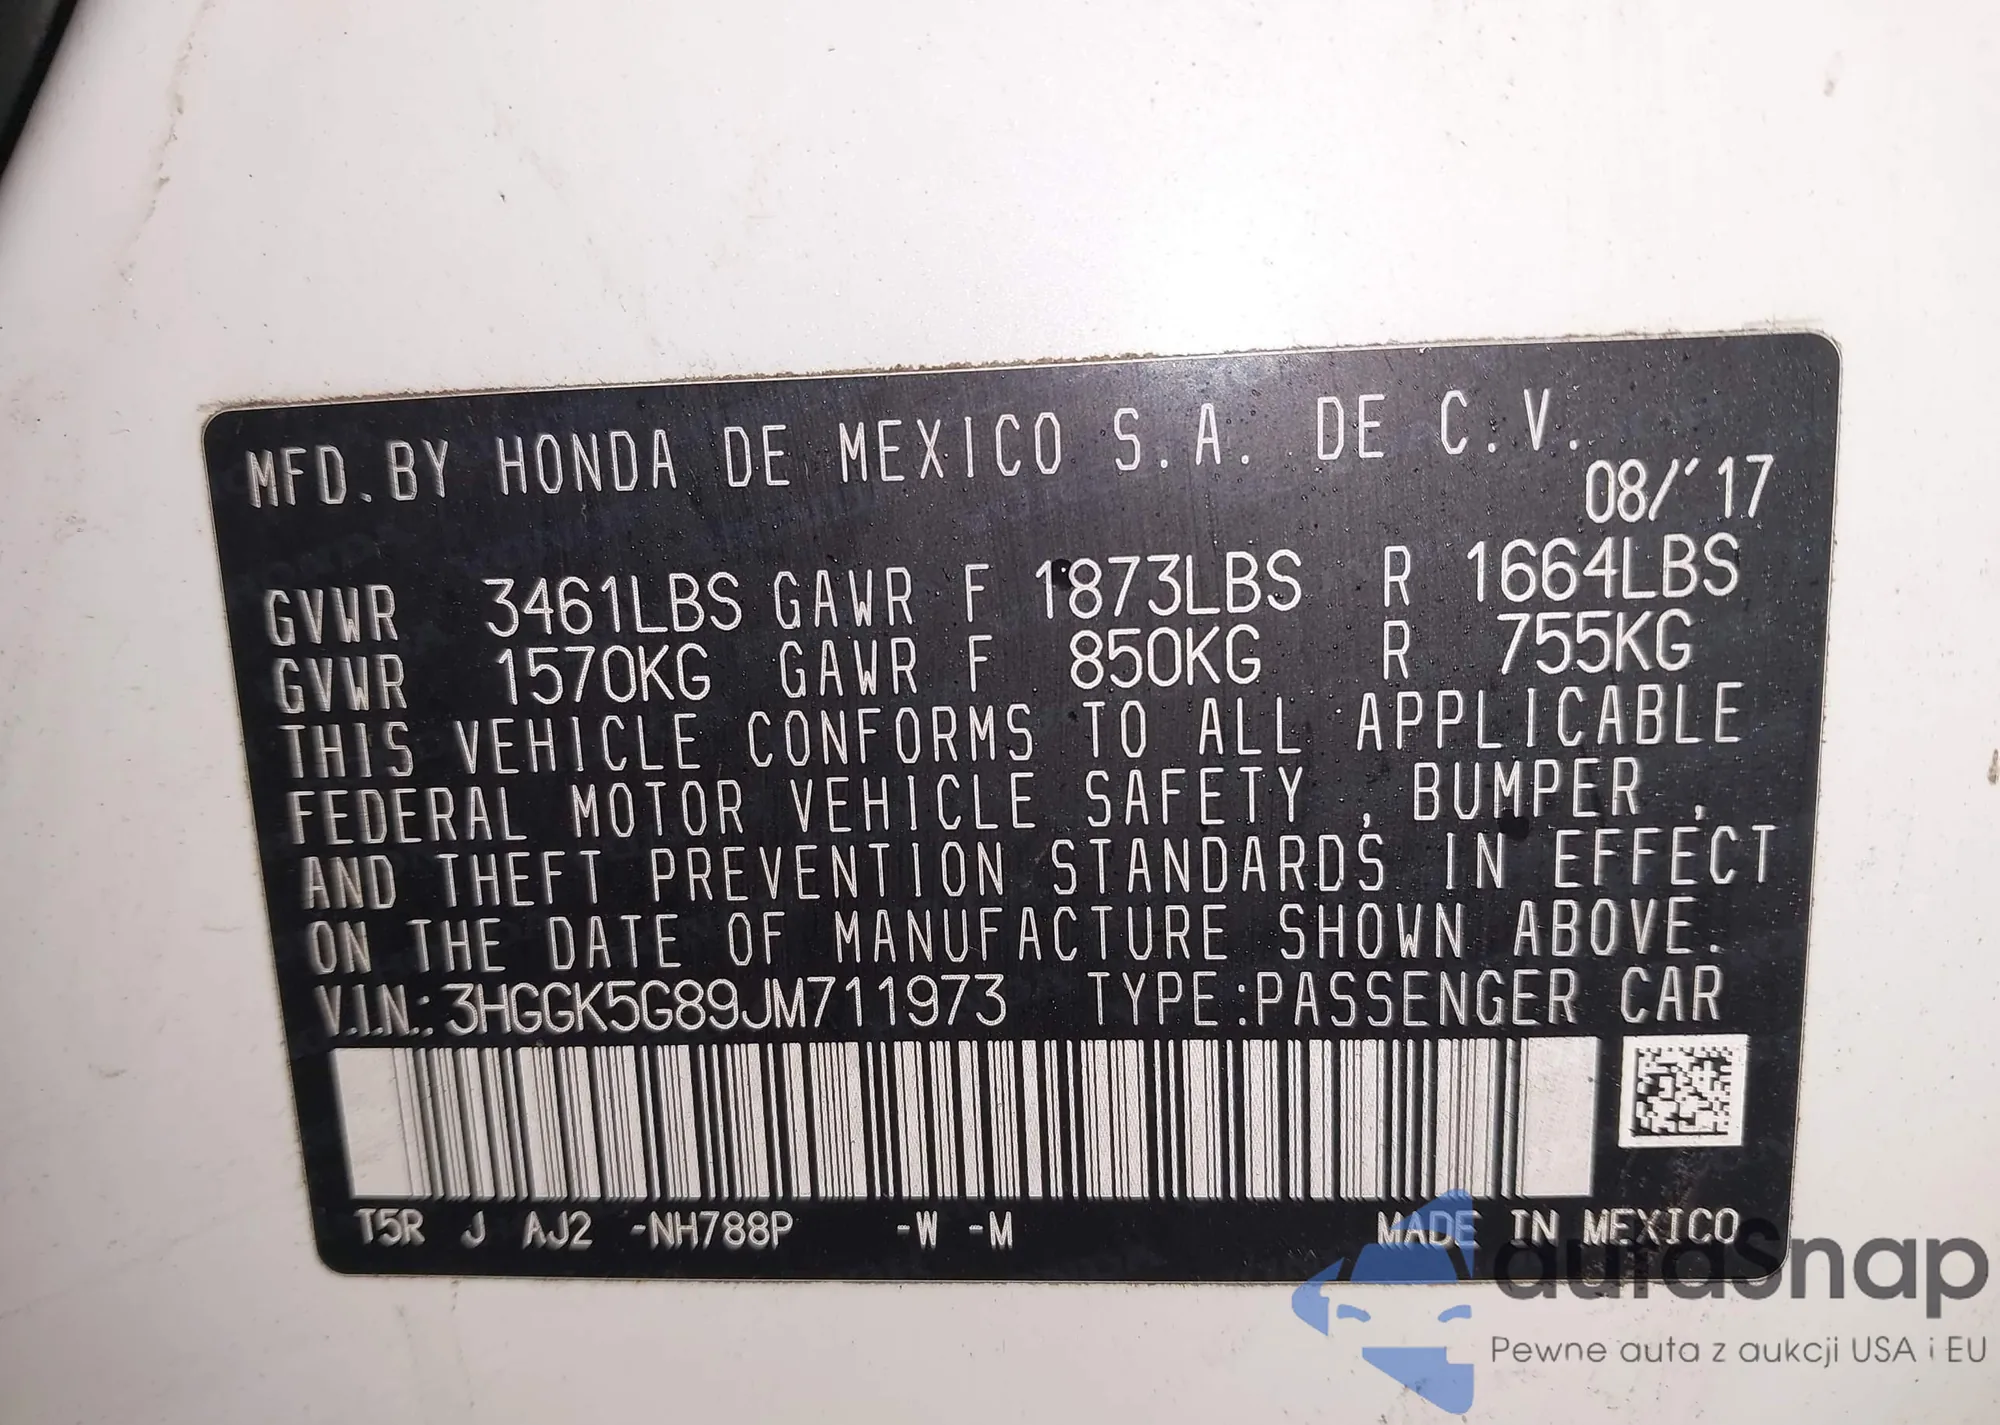 MFD. BY HONDA DE MEXICO S.A. DE C.V.
08/'17
GVWR 3461LBS GAWR F 1873LBS R 1664LBS
GVWR 1570KG GAWR F 850KG R 755KG
THIS VEHICLE CONFORMS TO ALL APPLICABLE
FEDERAL MOTOR VEHICLE SAFETY , BUMPER ,
AND THEFT PREVENTION STANDARDS IN EFFECT
ON THE DATE OF MANUFACTURE SHOWN ABOVE.
V.I.N.: 3HGGK5G89JM711973 TYPE:PASSENGER CAR
T5R J AJ2 -NH788P -W -M MADE IN MEXICO
auraSnap
Pewne auta z aukcji USA i EU